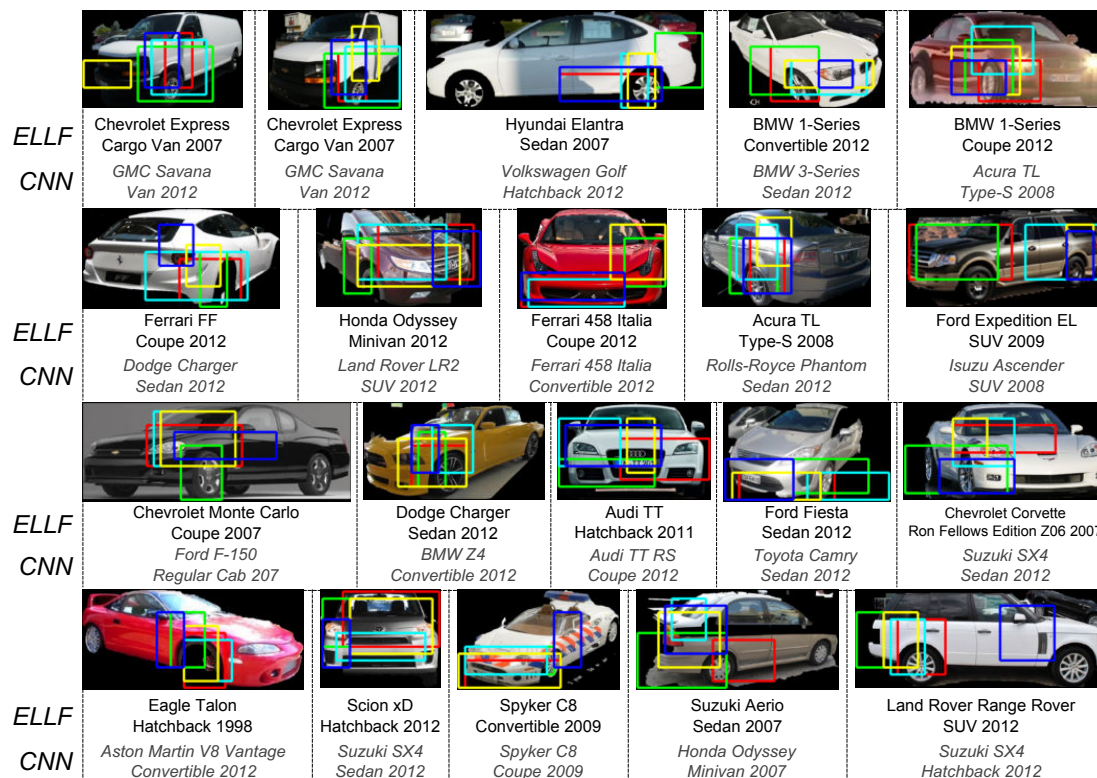 ELLF
Chevrolet Express
Cargo Van 2007
Chevrolet Express
Cargo Van 2007
Hyundai Elantra
Sedan 2007
BMW 1-Series
Convertible 2012
BMW 1-Series
Coupe 2012
CNN
GMC Savana
Van 2012
GMC Savana
Van 2012
Volkswagen Golf
Hatchback 2012
BMW 3-Series
Sedan 2012
Acura TL
Type-S 2008
ELLF
Ferrari FF
Coupe 2012
Honda Odyssey
Minivan 2012
Ferrari 458 Italia
Coupe 2012
Acura TL
Type-S 2008
Ford Expedition EL
SUV 2009
CNN
Dodge Charger
Sedan 2012
Land Rover LR2
SUV 2012
Ferrari 458 Italia
Convertible 2012
Rolls-Royce Phantom
Sedan 2012
Isuzu Ascender
SUV 2008
ELLF
Chevrolet Monte Carlo
Coupe 2007
Dodge Charger
Sedan 2012
Audi TT
Hatchback 2011
Ford Fiesta
Sedan 2012
Chevrolet Corvette
Ron Fellows Edition Z06 2007
CNN
Ford F-150
Regular Cab 207
BMW Z4
Convertible 2012
Audi TT RS
Coupe 2012
Toyota Camry
Sedan 2012
Suzuki SX4
Sedan 2012
ELLF
Eagle Talon
Hatchback 1998
Scion xD
Hatchback 2012
Spyker C8
Convertible 2009
Suzuki Aerio
Sedan 2007
Land Rover Range Rover
SUV 2012
CNN
Aston Martin V8 Vantage
Convertible 2012
Suzuki SX4
Sedan 2012
Spyker C8
Coupe 2009
Honda Odyssey
Minivan 2007
Suzuki SX4
Hatchback 2012